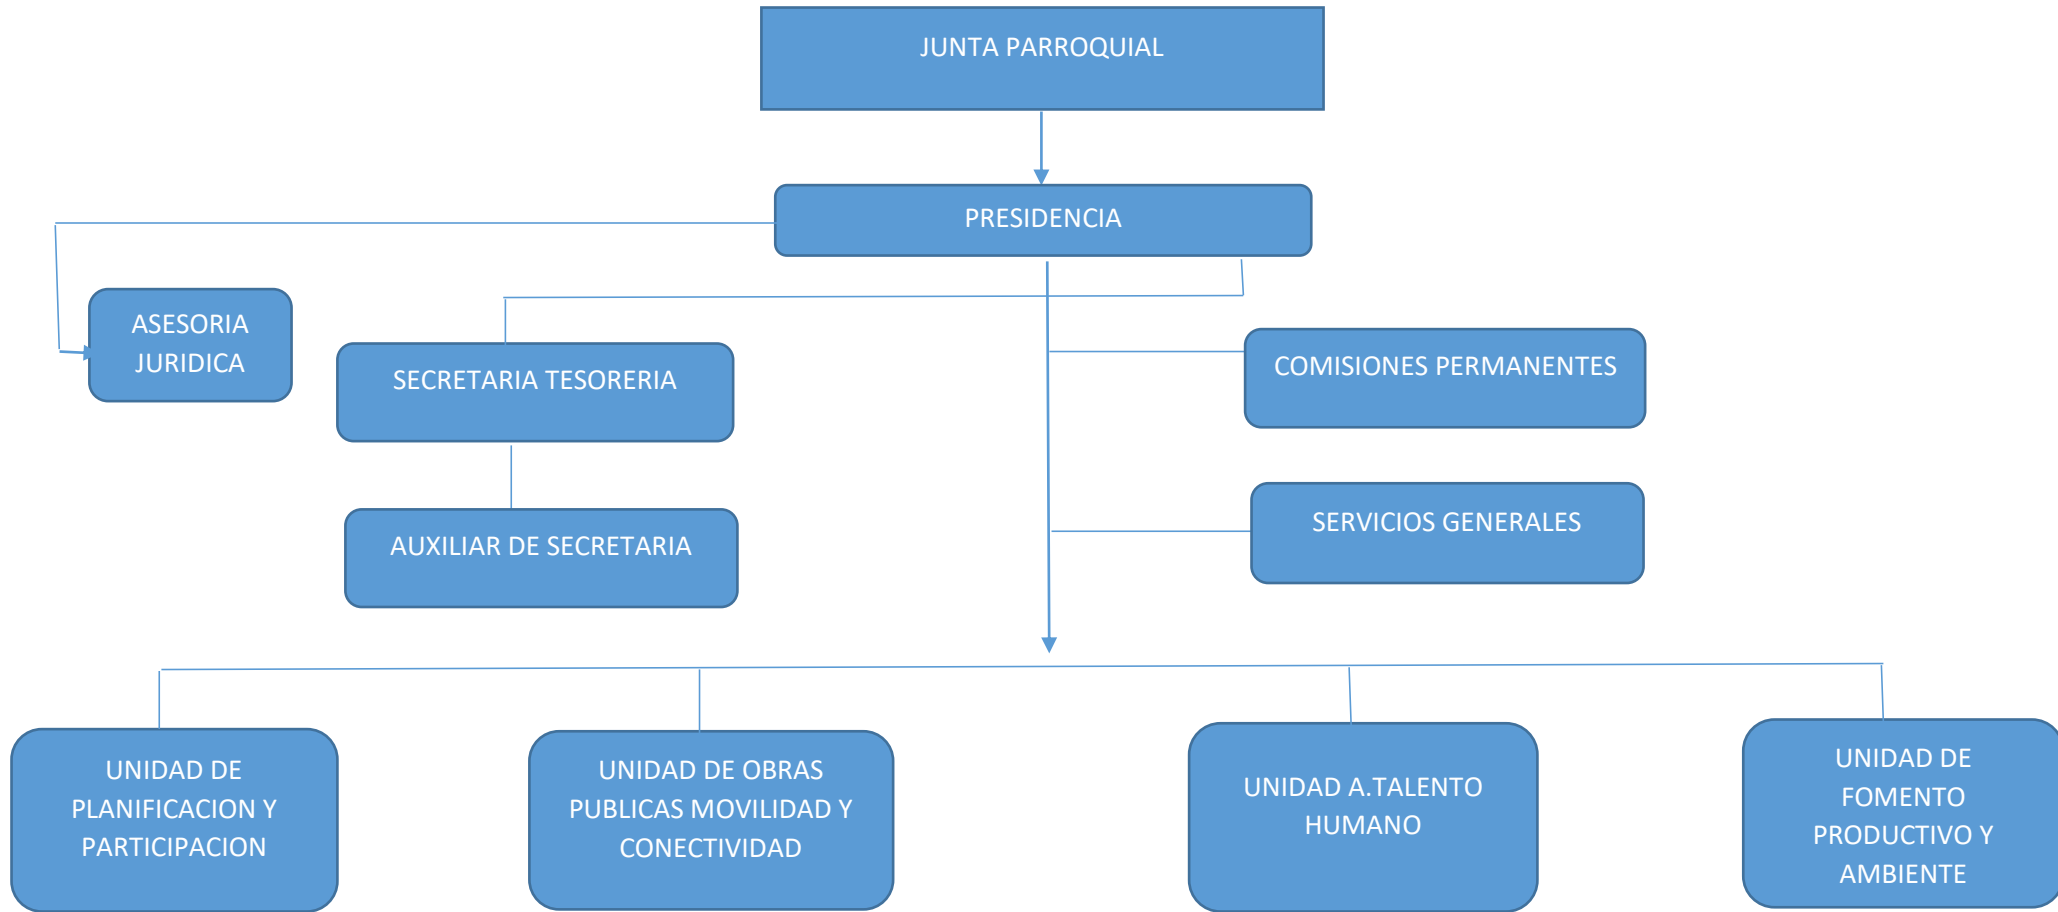 JUNTA PARROQUIAL
PRESIDENCIA
ASESORIA
JURIDICA
SECRETARIA TESORERIA
COMISIONES PERMANENTES
AUXILIAR DE SECRETARIA
SERVICIOS GENERALES
UNIDAD DE
PLANIFICACION Y
PARTICIPACION
UNIDAD DE OBRAS
PUBLICAS MOVILIDAD Y
CONECTIVIDAD
UNIDAD A.TALENTO
HUMANO
UNIDAD DE
FOMENTO
PRODUCTIVO Y
AMBIENTE